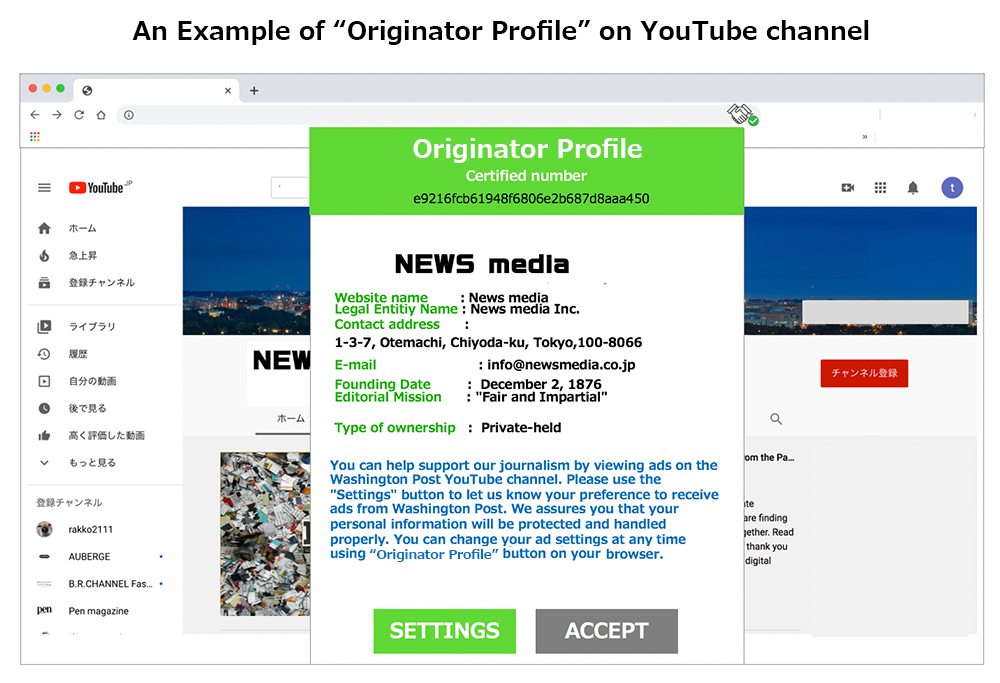 An Example of “Originator Profile” on YouTube channel
Originator Profile
Certified number
e9216fcb61948f6806e2b687d8aaa450
YouTube JP
t
ホーム
急上昇
登録チャンネル
ライブラリ
履歴
自分の動画
後で見る
高く評価した動画
もっと見る
登録チャンネル
rakko2111
AUBERGE
B.R.CHANNEL Fas...
pen Pen magazine
NEWS
ホーム
NEWS media
Website name : News media
Legal Entitiy Name : News media Inc.
Contact address :
1-3-7, Otemachi, Chiyoda-ku, Tokyo,100-8066
E-mail : info@newsmedia.co.jp
Founding Date : December 2, 1876
Editorial Mission : "Fair and Impartial"
Type of ownership : Private-held
You can help support our journalism by viewing ads on the
Washington Post YouTube channel. Please use the
"Settings" button to let us know your preference to receive
ads from Washington Post. We assures you that your
personal information will be protected and handled
properly. You can change your ad settings at any time
using “Originator Profile” button on your browser.
SETTINGS
ACCEPT
チャンネル登録
om the Pa...
are finding
gether. Read
thank you
digital